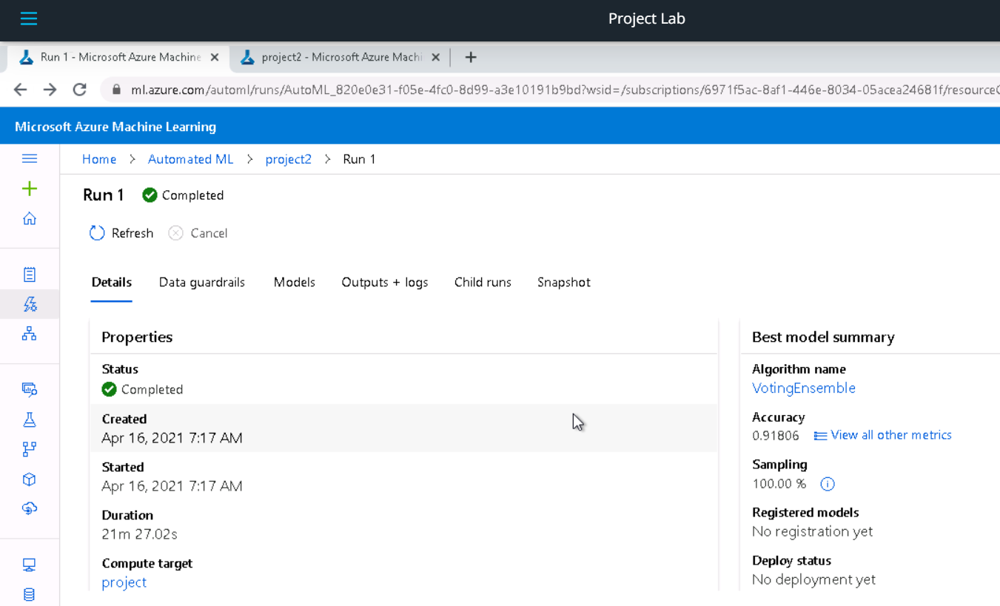 Project Lab
Run 1 - Microsoft Azure Machine
project2 - Microsoft Azure Machi
ml.azure.com/automl/runs/AutoML_820e0e31-f05e-4fc0-8d99-a3e10191b9bd?wsid=/subscriptions/6971f5ac-8af1-446e-8034-05acea24681f/resource
Microsoft Azure Machine Learning
Home > Automated ML > project2 > Run 1
Run 1 Completed
Refresh Cancel
Details Data guardrails Models Outputs + logs Child runs Snapshot
Properties
Status
Completed
Created
Apr 16, 2021 7:17 AM
Started
Apr 16, 2021 7:17 AM
Duration
21m 27.02s
Compute target
project
Best model summary
Algorithm name
VotingEnsemble
Accuracy
0.91806 View all other metrics
Sampling
100.00 %
Registered models
No registration yet
Deploy status
No deployment yet